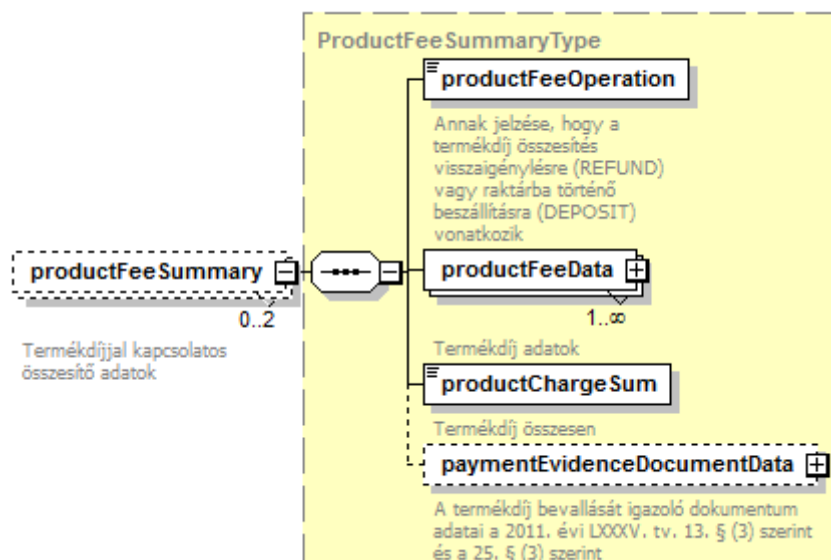 ProductFeeSummaryType
productFeeOperation
Annak jelzése, hogy a
termékdíj összesítés
visszaigénylésre (REFUND)
vagy raktárba történő
beszállításra (DEPOSIT)
vonatkozik
productFeeSummary
0..2
Termékdíjjal kapcsolatos
összesítő adatok
productFeeData
1..∞
Termékdíj adatok
productChargeSum
Termékdíj összesen
paymentEvidenceDocumentData
A termékdíj bevallását igazoló dokumentum
adatai a 2011. évi LXXXV. tv. 13. § (3) szerint
és a 25. § (3) szerint